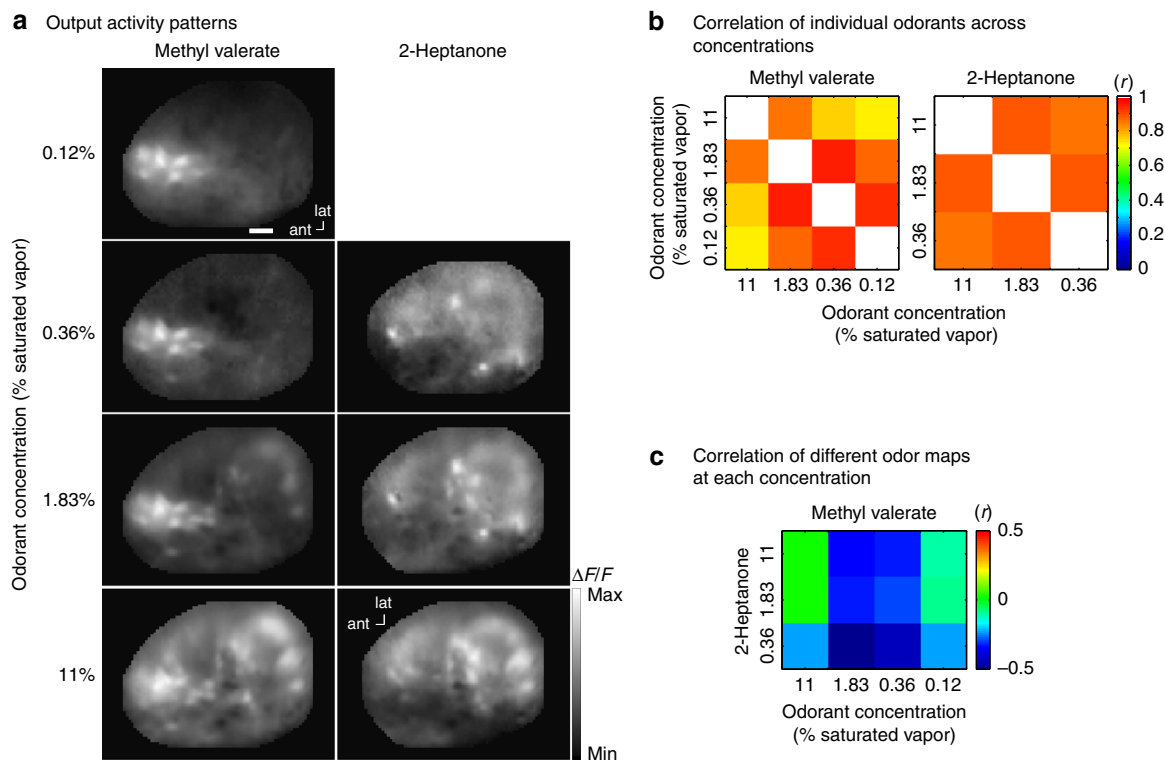 a Output activity patterns
Methyl valerate 2-Heptanone
Odorant concentration (% saturated vapor)
0.12%
lat
ant
0.36%
1.83%
11%
lat
ant
ΔF/F
Max
Min
b Correlation of individual odorants across
concentrations
Methyl valerate 2-Heptanone
(r)
Odorant concentration
(% saturated vapor)
11
1.83
0.36
0.12
11 1.83 0.36 0.12
11
1.83
0.36
11 1.83 0.36
1
0.8
0.6
0.4
0.2
0
Odorant concentration
(% saturated vapor)
c Correlation of different odor maps
at each concentration
Methyl valerate
(r)
2-Heptanone
11
1.83
0.36
11 1.83 0.36 0.12
0.5
0
−0.5
Odorant concentration
(% saturated vapor)